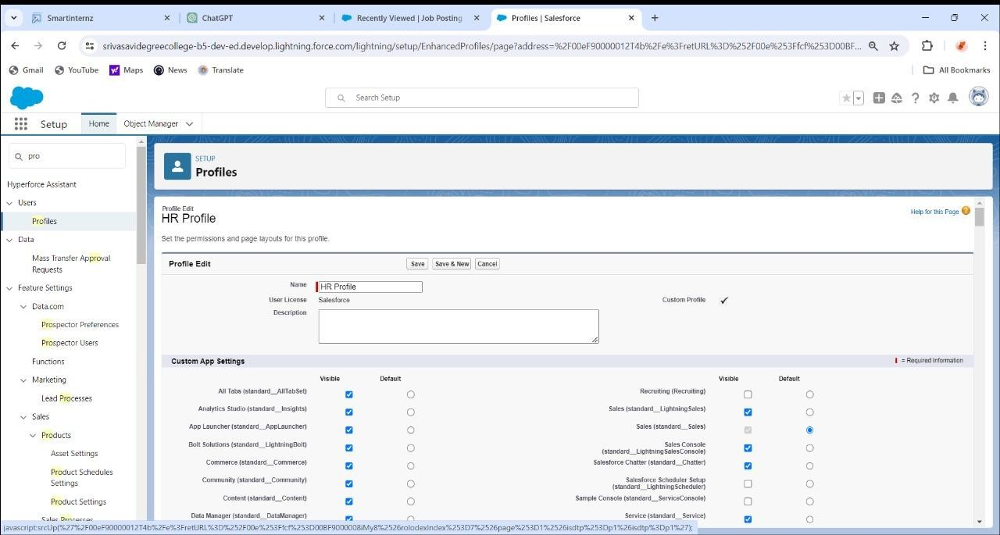 Smartinternz
ChatGPT
Recently Viewed | Job Posting
Profiles | Salesforce
srivasavidegreecollege-b5-dev-ed.develop.lightning.force.com/lightning/setup/EnhancedProfiles/page?address=%2F00eF90000012T4b%2Fe%3FretURL%3D%252F00e%253Ffcf%253D00BF...
Gmail YouTube Maps News Translate All Bookmarks
Search Setup
Setup Home Object Manager
pro
Hyperforce Assistant
Users
Profiles
Data
Mass Transfer Approval
Requests
Feature Settings
Data.com
Prospector Preferences
Prospector Users
Functions
Marketing
Lead Processes
Sales
Products
Asset Settings
Product Schedules
Settings
Product Settings
Sales Processes
SETUP
Profiles
Profile Edit
HR Profile
Help for this Page
Set the permissions and page layouts for this profile.
Profile Edit Save Save & New Cancel
Name HR Profile
User License Salesforce Custom Profile
Description
Custom App Settings = Required Information
Visible Default Visible Default
All Tabs (standard__AllTabSet) Recruiting (Recruiting)
Analytics Studio (standard__Insights) Sales (standard__LightningSales)
App Launcher (standard__AppLauncher) Sales (standard__Sales)
Bolt Solutions (standard__LightningBolt) Sales Console
(standard__LightningSalesConsole)
Commerce (standard__Commerce) Salesforce Chatter (standard__Chatter)
Community (standard__Community) Salesforce Scheduler Setup
(standard__LightningScheduler)
Content (standard__Content) Sample Console (standard__ServiceConsole)
Data Manager (standard__DataManager) Service (standard__Service)
javascript:srcUp(%27%2F00eF90000012T4b%2Fe%3FretURL%3D%252F00e%253Ffcf%253D00BF9000008iMy8%2526rolodexIndex%253D7%2526page%253D1%2526isdtp%253Dp1%26isdtp%3Dp1%27);